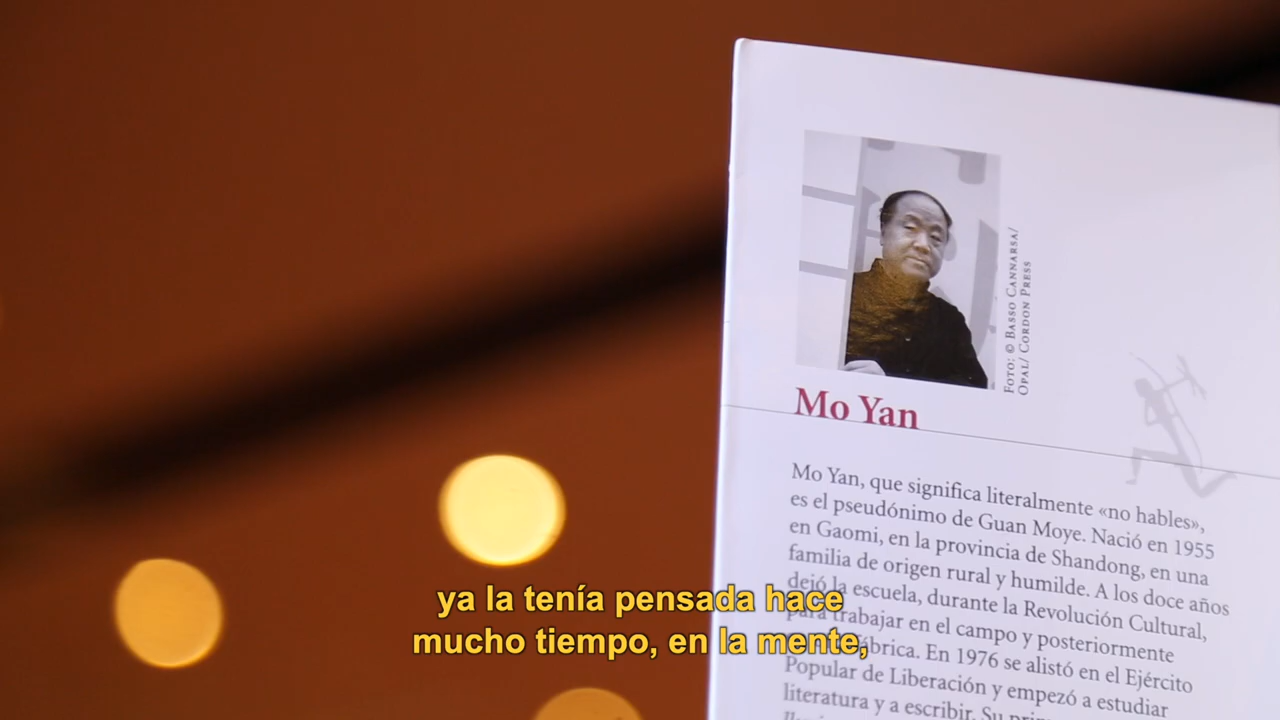 Foto: © Basso Cannarsa/
Opal/ Cordon Press
Mo Yan
Mo Yan, que significa literalmente «no hables»,
es el pseudónimo de Guan Moye. Nació en 1955
en Gaomi, en la provincia de Shandong, en una
familia de origen rural y humilde. A los doce años
dejó la escuela, durante la Revolución Cultural,
para trabajar en el campo y posteriormente
fábrica. En 1976 se alistó en el Ejército
Popular de Liberación y empezó a estudiar
literatura y a escribir. Su
ya la tenía pensada hace
mucho tiempo, en la mente,